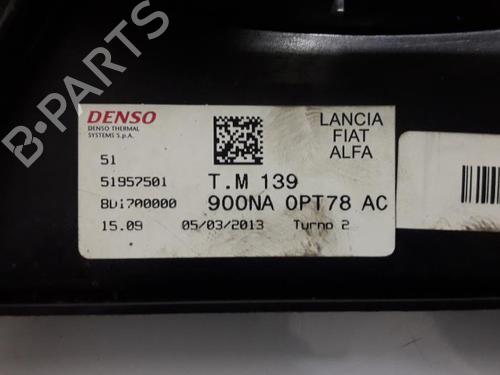 B-PARTS
DENSO
DENSO THERMAL
SYSTEMS S.p.A.
LANCIA
FIAT
ALFA
51
51957501
T.M 139
8Di700000
900NA OPT78 AC
15.09 05/03/2013 Turno 2